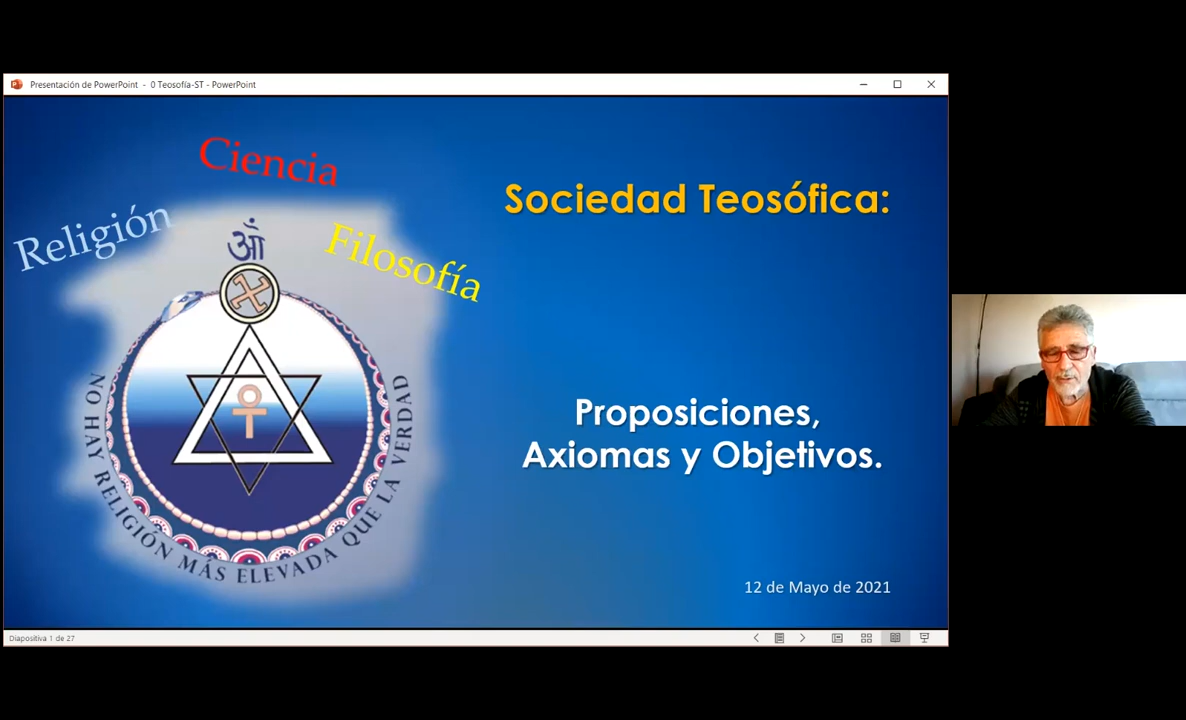 Presentación de PowerPoint - 0 Teosofía-ST - PowerPoint
Ciencia
Religión
Filosofía
ॐ
NO HAY RELIGIÓN MÁS ELEVADA QUE LA VERDAD
Sociedad Teosófica:
Proposiciones,
Axiomas y Objetivos.
12 de Mayo de 2021
Diapositiva 1 de 27